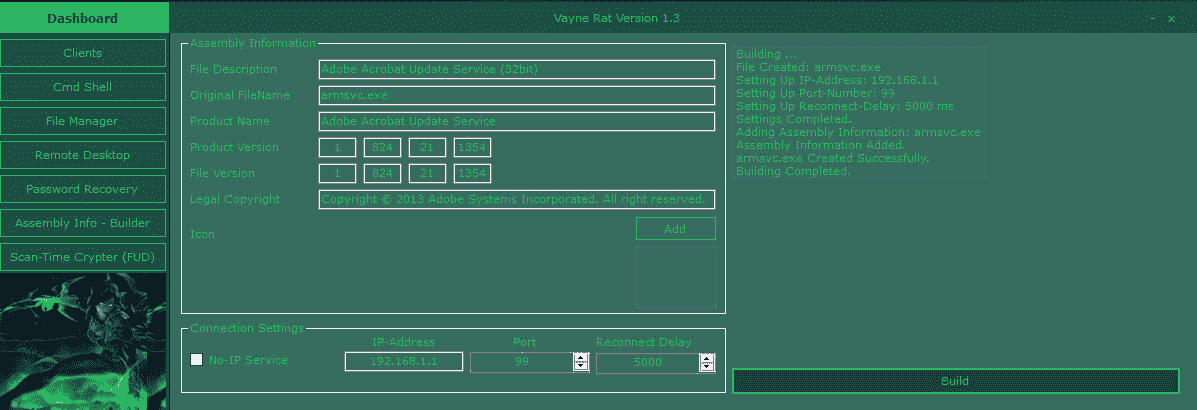 Dashboard
Vayne Rat Version 1.3
- x
Clients
Cmd Shell
File Manager
Remote Desktop
Password Recovery
Assembly Info - Builder
Scan-Time Crypter (FUD)
Assembly Information
File Description Adobe Acrobat Update Service (32bit)
Original FileName armsvc.exe
Product Name Adobe Acrobat Update Service
Product Version 1 824 21 1354
File Version 1 824 21 1354
Legal Copyright Copyright © 2013 Adobe Systems Incorporated. All right reserved.
Icon Add
Connection Settings
IP-Address Port Reconnect Delay
No-IP Service 192.168.1.1 99 5000
Building ...
File Created: armsvc.exe
Setting Up IP-Address: 192.168.1.1
Setting Up Port-Number: 99
Setting Up Reconnect-Delay: 5000 ms
Settings Completed.
Adding Assembly Information: armsvc.exe
Assembly Information Added.
armsvc.exe Created Successfully.
Building Completed.
Build